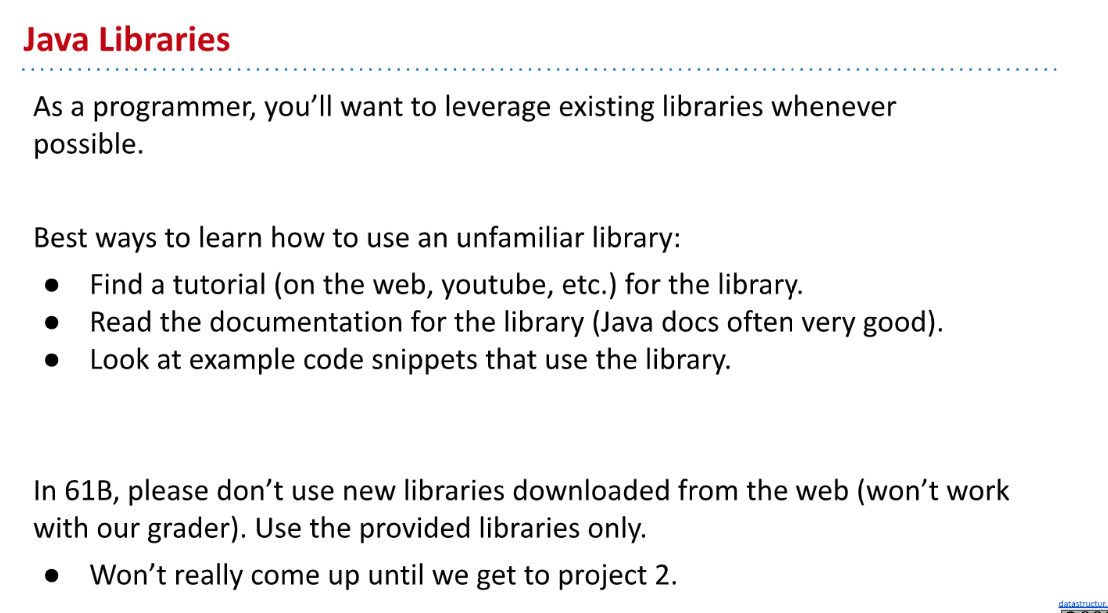 Java Libraries
As a programmer, you’ll want to leverage existing libraries whenever
possible.
Best ways to learn how to use an unfamiliar library:
● Find a tutorial (on the web, youtube, etc.) for the library.
● Read the documentation for the library (Java docs often very good).
● Look at example code snippets that use the library.
In 61B, please don’t use new libraries downloaded from the web (won’t work
with our grader). Use the provided libraries only.
● Won’t really come up until we get to project 2.
datastructur.